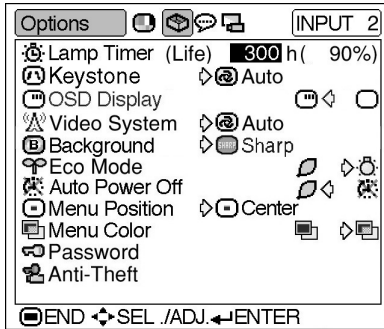 Options INPUT 2
Lamp Timer (Life) 300 h( 90%)
Keystone Auto
OSD Display
Video System Auto
B Background SHARP Sharp
Eco Mode
Auto Power Off
Menu Position Center
Menu Color
Password
Anti-Theft
END SEL ./ADJ. ENTER